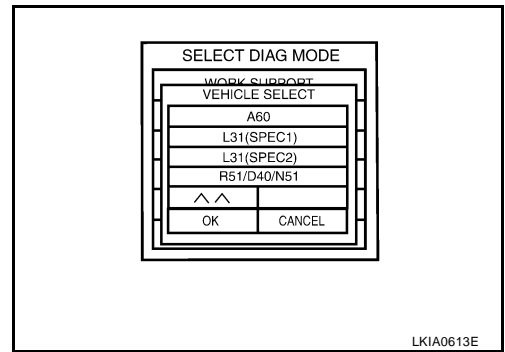 SELECT DIAG MODE
WORK SUPPORT
VEHICLE SELECT
A60
L31(SPEC1)
L31(SPEC2)
R51/D40/N51
OK CANCEL
LKIA0613E